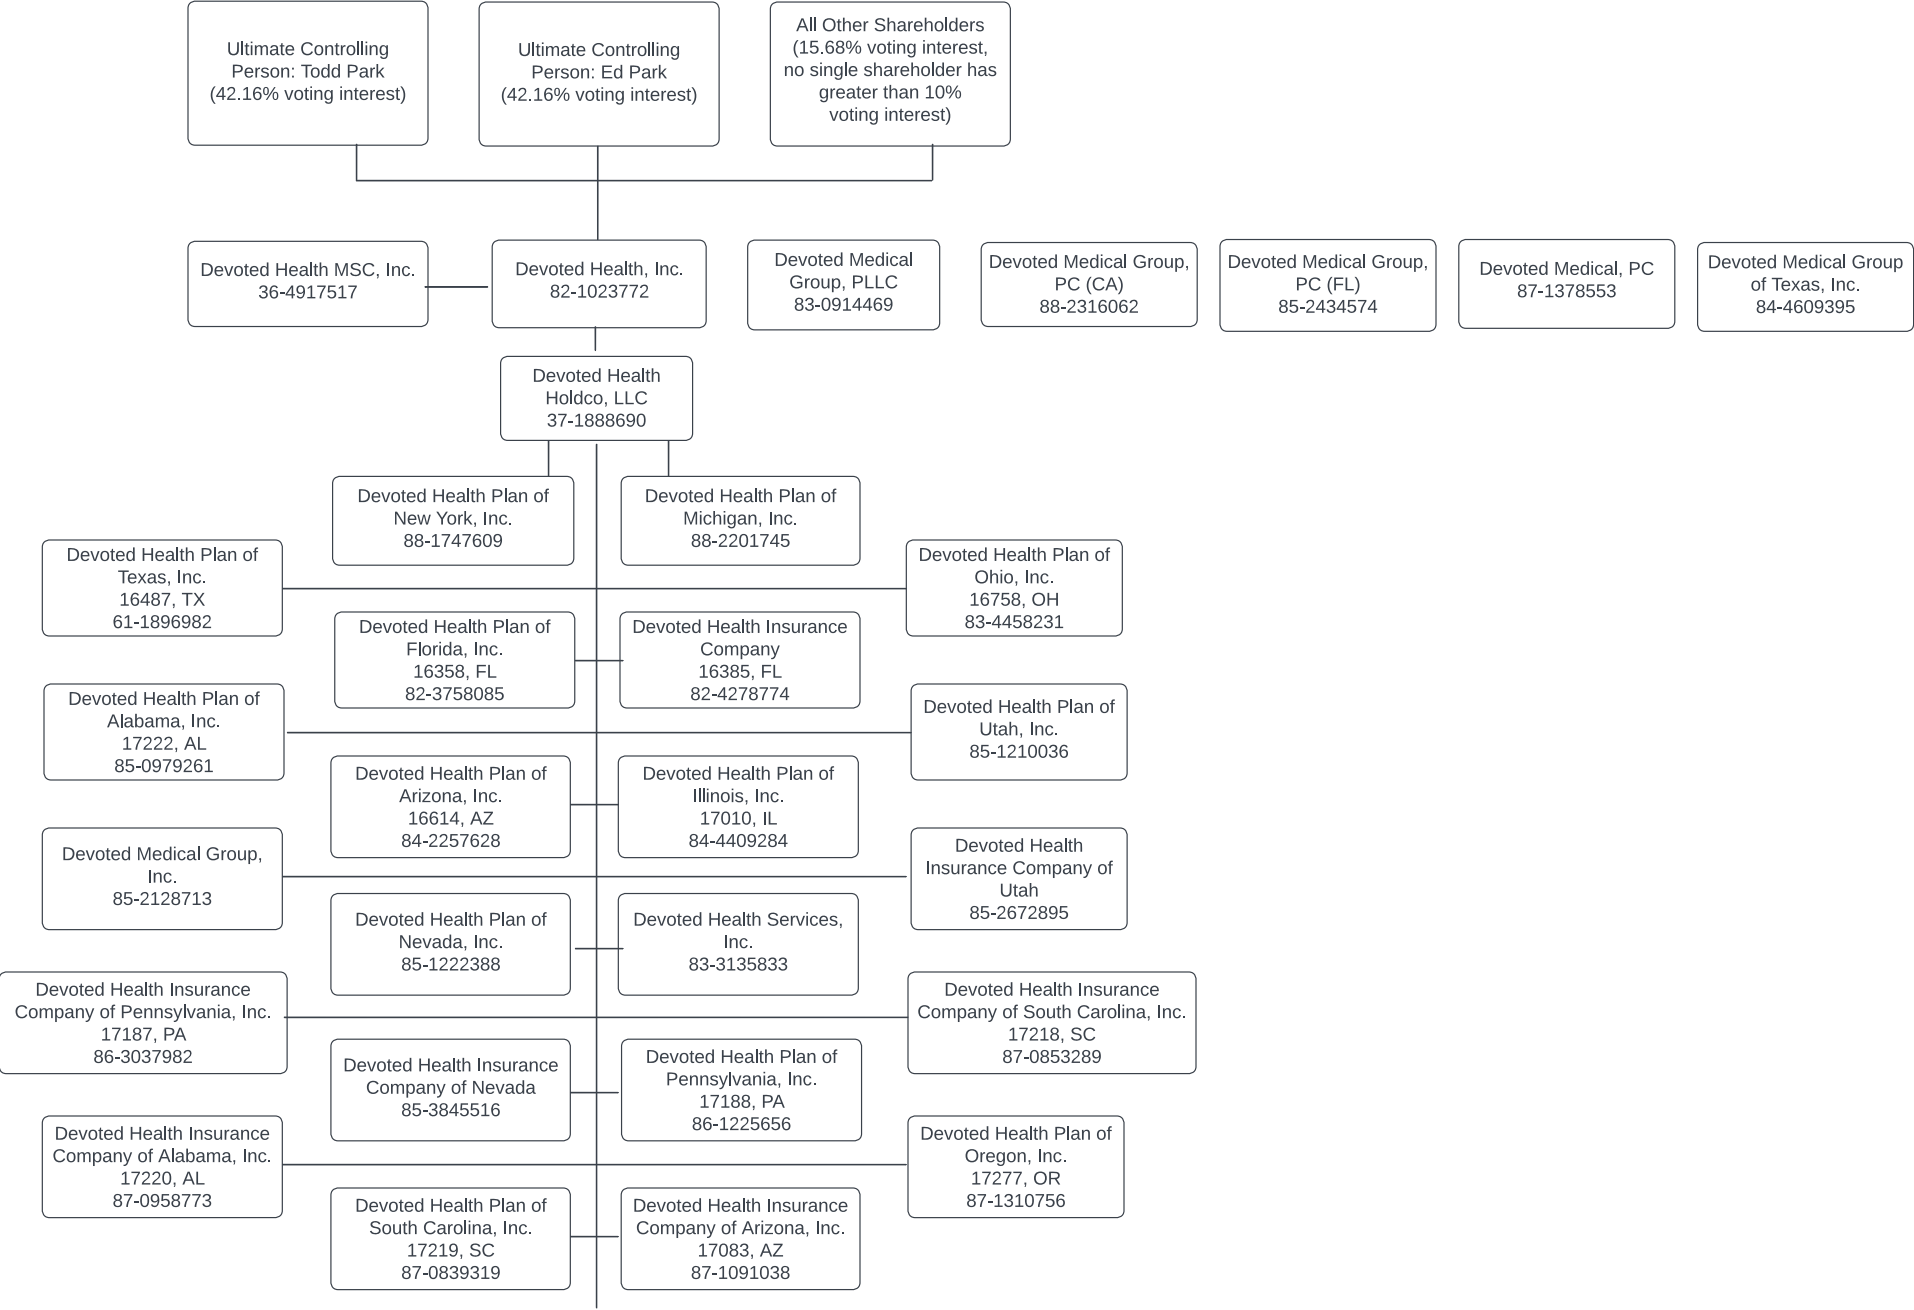 Ultimate Controlling
Person: Todd Park
(42.16% voting interest)
Ultimate Controlling
Person: Ed Park
(42.16% voting interest)
All Other Shareholders
(15.68% voting interest,
no single shareholder has
greater than 10%
voting interest)
Devoted Health MSC, Inc.
36-4917517
Devoted Health, Inc.
82-1023772
Devoted Medical
Group, PLLC
83-0914469
Devoted Medical Group,
PC (CA)
88-2316062
Devoted Medical Group,
PC (FL)
85-2434574
Devoted Medical, PC
87-1378553
Devoted Medical Group
of Texas, Inc.
84-4609395
Devoted Health
Holdco, LLC
37-1888690
Devoted Health Plan of
New York, Inc.
88-1747609
Devoted Health Plan of
Michigan, Inc.
88-2201745
Devoted Health Plan of
Texas, Inc.
16487, TX
61-1896982
Devoted Health Plan of
Ohio, Inc.
16758, OH
83-4458231
Devoted Health Plan of
Florida, Inc.
16358, FL
82-3758085
Devoted Health Insurance
Company
16385, FL
82-4278774
Devoted Health Plan of
Alabama, Inc.
17222, AL
85-0979261
Devoted Health Plan of
Utah, Inc.
85-1210036
Devoted Health Plan of
Arizona, Inc.
16614, AZ
84-2257628
Devoted Health Plan of
Illinois, Inc.
17010, IL
84-4409284
Devoted Medical Group,
Inc.
85-2128713
Devoted Health
Insurance Company of
Utah
85-2672895
Devoted Health Plan of
Nevada, Inc.
85-1222388
Devoted Health Services,
Inc.
83-3135833
Devoted Health Insurance
Company of Pennsylvania, Inc.
17187, PA
86-3037982
Devoted Health Insurance
Company of South Carolina, Inc.
17218, SC
87-0853289
Devoted Health Insurance
Company of Nevada
85-3845516
Devoted Health Plan of
Pennsylvania, Inc.
17188, PA
86-1225656
Devoted Health Insurance
Company of Alabama, Inc.
17220, AL
87-0958773
Devoted Health Plan of
Oregon, Inc.
17277, OR
87-1310756
Devoted Health Plan of
South Carolina, Inc.
17219, SC
87-0839319
Devoted Health Insurance
Company of Arizona, Inc.
17083, AZ
87-1091038